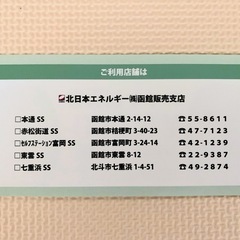 ご利用店舗は
北日本エネルギー㈱函館販売支店
□本通 SS 函館市本通 2-14-12 ☎55-8611
□赤松街道 SS 函館市桔梗町 3-40-23 ☎47-7123
□ｾﾙﾌｽﾃｰｼｮﾝ富岡 SS 函館市富岡町 3-24-14 ☎42-1239
□東雲 SS 函館市東雲 8-12 ☎22-9387
□七重浜 SS 北斗市七重浜 1-4-51 ☎49-2874